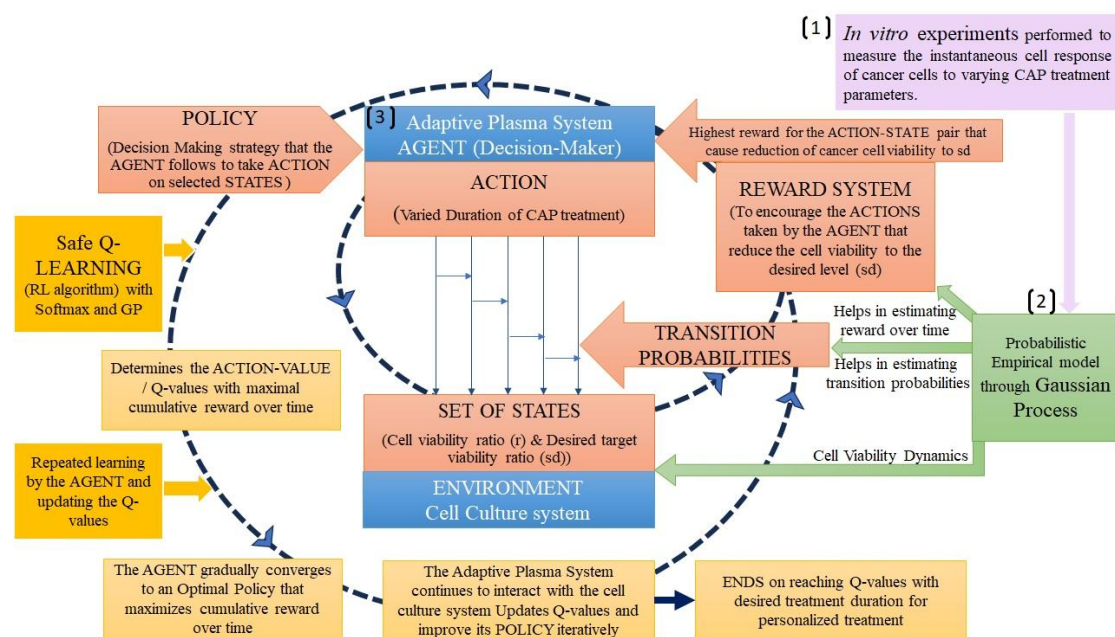 [1]
In vitro experiments performed to
measure the instantaneous cell response
of cancer cells to varying CAP treatment
parameters.
POLICY
(Decision Making strategy that the
AGENT follows to take ACTION
on selected STATES )
[3]
Adaptive Plasma System
AGENT (Decision-Maker)
ACTION
(Varied Duration of CAP treatment)
Highest reward for the ACTION-STATE pair that
cause reduction of cancer cell viability to sd
REWARD SYSTEM
(To encourage the ACTIONS
taken by the AGENT that
reduce the cell viability to the
desired level (sd)
Safe Q-
LEARNING
(RL algorithm) with
Softmax and GP
[2]
Probabilistic
Empirical model
through Gaussian
Process
Helps in estimating
reward over time
Helps in estimating
transition probabilities
TRANSITION
PROBABILITIES
Determines the ACTION-VALUE
/ Q-values with maximal
cumulative reward over time
SET OF STATES
(Cell viability ratio (r) & Desired target
viability ratio (sd))
ENVIRONMENT
Cell Culture system
Cell Viability Dynamics
Repeated learning
by the AGENT and
updating the Q-
values
The AGENT gradually converges
to an Optimal Policy that
maximizes cumulative reward
over time
The Adaptive Plasma System
continues to interact with the cell
culture system Updates Q-values and
improve its POLICY iteratively
ENDS on reaching Q-values with
desired treatment duration for
personalized treatment